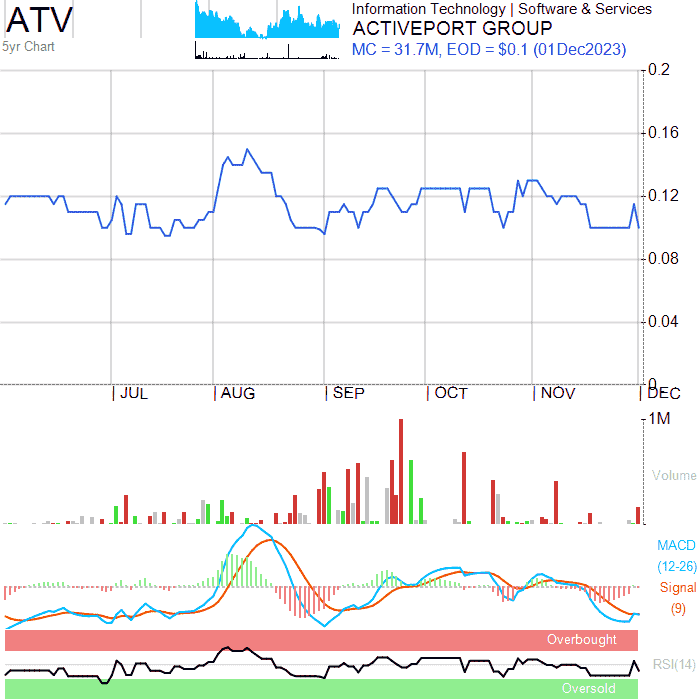 ATV
5yr Chart
Information Technology | Software & Services
ACTIVEPORT GROUP
MC = 31.7M, EOD = $0.1 (01Dec2023)
0.2
0.16
0.12
0.08
0.04
0
JUL AUG SEP OCT NOV DEC
1M
Volume
MACD
(12-26)
Signal
(9)
Overbought
RSI(14)
Oversold